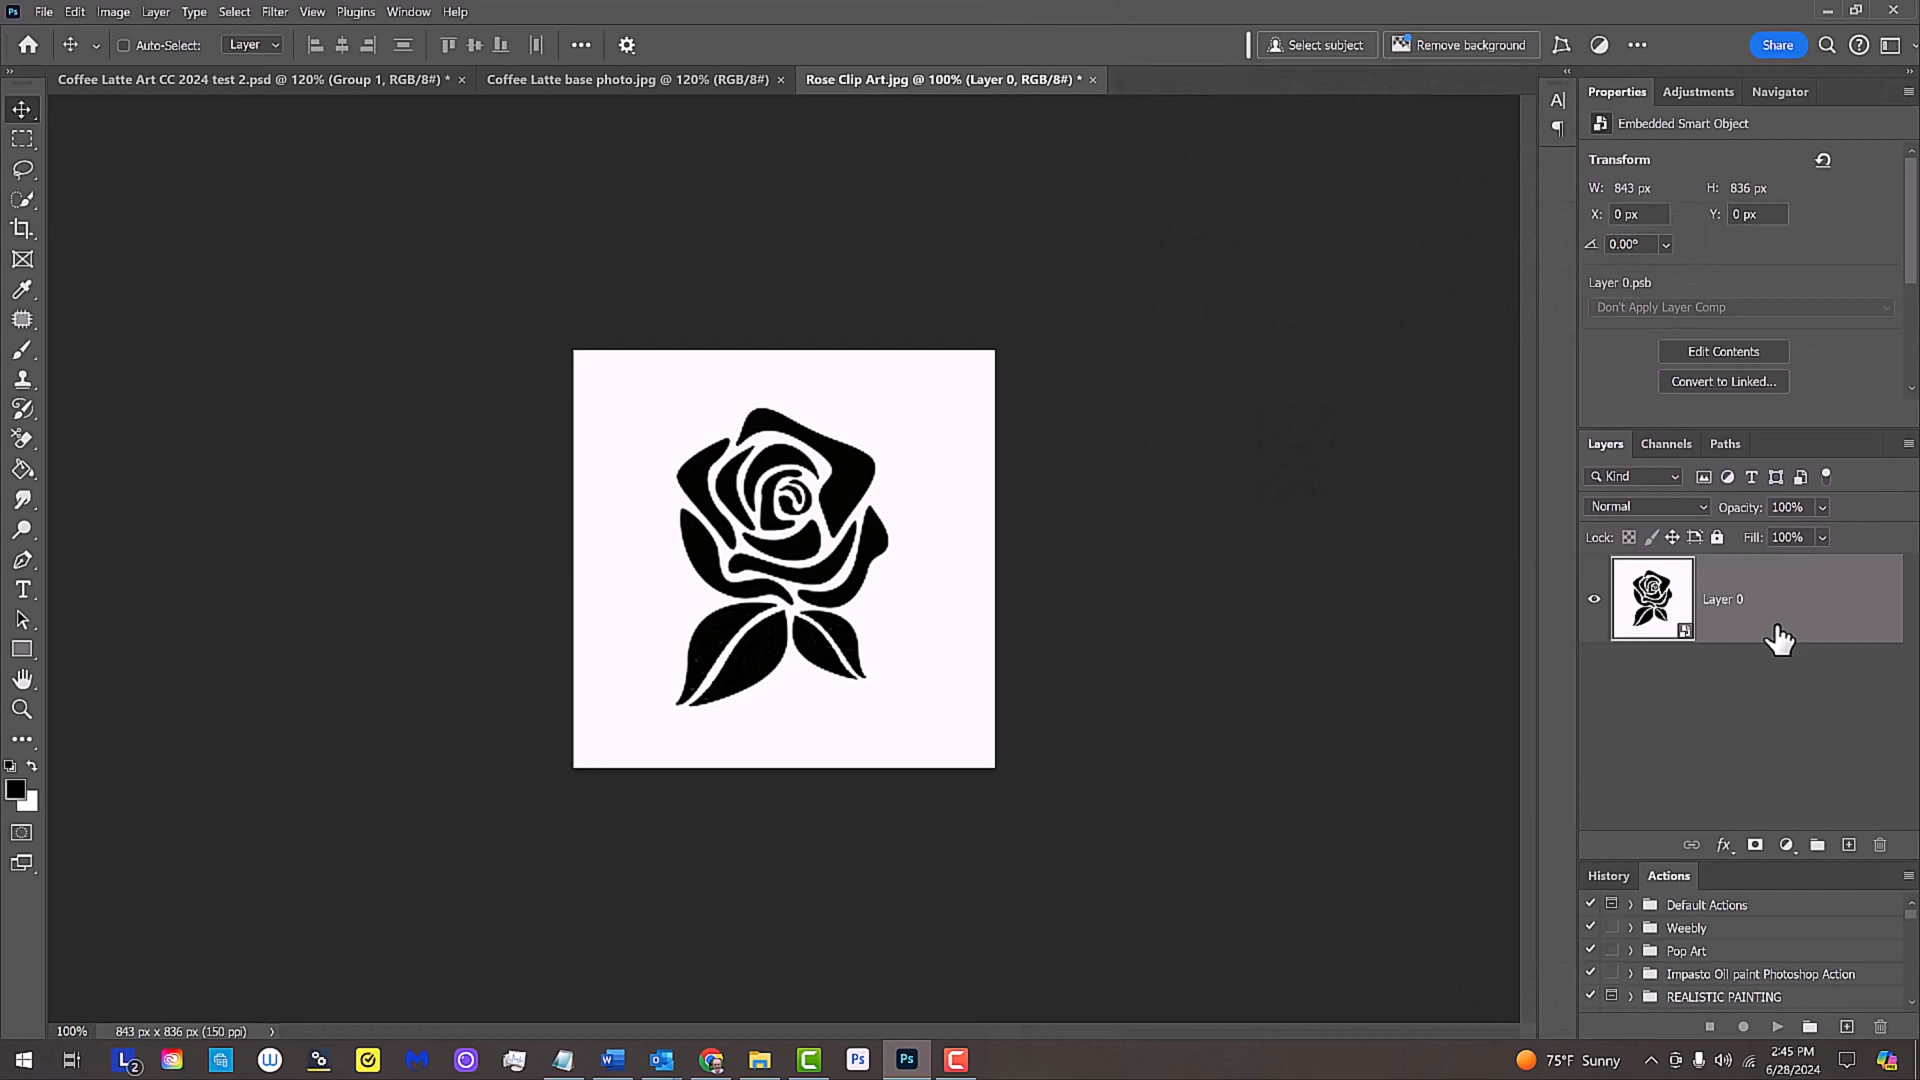 File Edit Image Layer Type Select Filter View Plugins Window Help
Auto-Select: Layer Select subject Remove background Share
Coffee Latte Art CC 2024 test 2.psd @ 120% (Group 1, RGB/8#) * × Coffee Latte base photo.jpg @ 120% (RGB/8#) × Rose Clip Art.jpg @ 100% (Layer 0, RGB/8#) * ×
Properties Adjustments Navigator
Embedded Smart Object
Transform
W: 843 px H: 836 px
X: 0 px Y: 0 px
0.00°
Layer 0.psb
Don't Apply Layer Comp
Edit Contents
Convert to Linked...
Layers Channels Paths
Kind
Normal Opacity: 100%
Lock: Fill: 100%
Layer 0
History Actions
Default Actions
Weebly
Pop Art
Impasto Oil paint Photoshop Action
REALISTIC PAINTING
100% 843 px x 836 px (150 ppi)
75°F Sunny
2:45 PM
6/28/2024